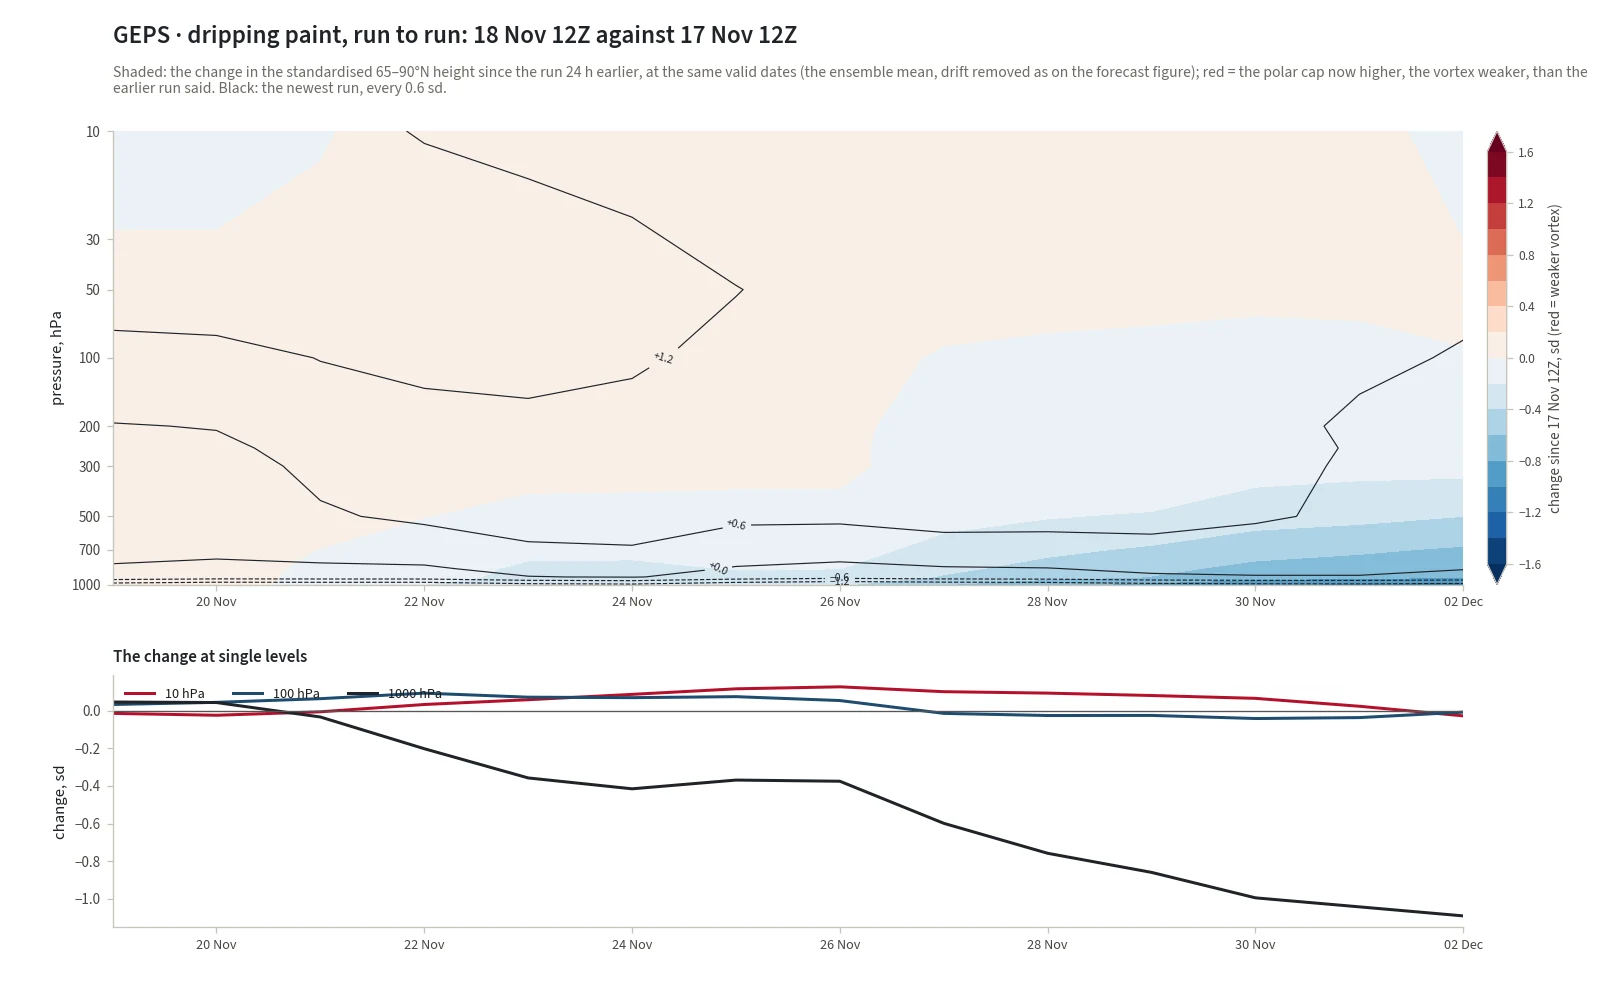 GEPS · dripping paint, run to run: 18 Nov 12Z against 17 Nov 12Z
Shaded: the change in the standardised 65–90°N height since the run 24 h earlier, at the same valid dates (the ensemble mean, drift removed as on the forecast figure); red = the polar cap now higher, the vortex weaker, than the
earlier run said. Black: the newest run, every 0.6 sd.
10
30
50
100
200
300
500
700
1000
pressure, hPa
+1.2
+0.6
+0.0
−0.6
−1.2
20 Nov
22 Nov
24 Nov
26 Nov
28 Nov
30 Nov
02 Dec
1.6
1.2
0.8
0.4
0.0
−0.4
−0.8
−1.2
−1.6
change since 17 Nov 12Z, sd (red = weaker vortex)
The change at single levels
10 hPa
100 hPa
1000 hPa
0.0
−0.2
−0.4
−0.6
−0.8
−1.0
change, sd
20 Nov
22 Nov
24 Nov
26 Nov
28 Nov
30 Nov
02 Dec